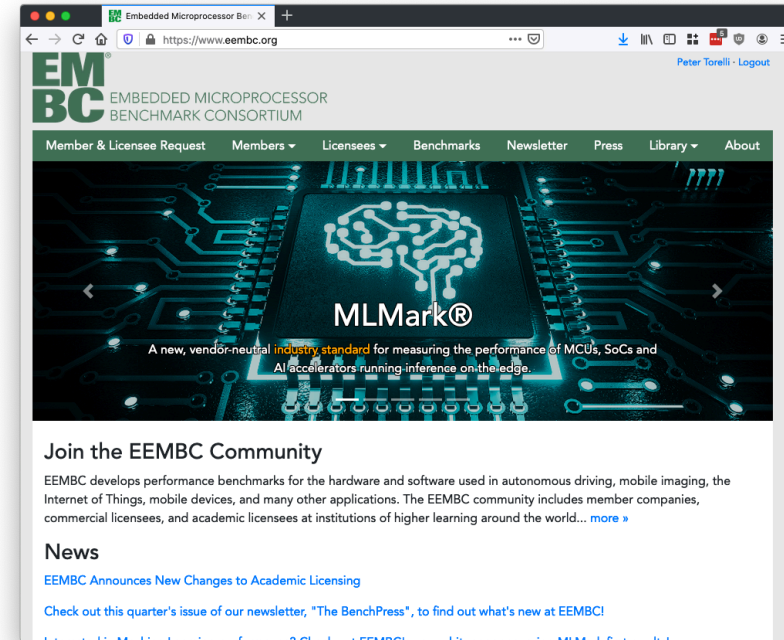 Embedded Microprocessor Ben
https://www.eembc.org
5
Peter Torelli · Logout
EM®
BC
EMBEDDED MICROPROCESSOR
BENCHMARK CONSORTIUM
Member & Licensee Request Members Licensees Benchmarks Newsletter Press Library About
MLMark®
A new, vendor-neutral industry standard for measuring the performance of MCUs, SoCs and
AI accelerators running inference on the edge.
Join the EEMBC Community
EEMBC develops performance benchmarks for the hardware and software used in autonomous driving, mobile imaging, the
Internet of Things, mobile devices, and many other applications. The EEMBC community includes member companies,
commercial licensees, and academic licensees at institutions of higher learning around the world... more »
News
EEMBC Announces New Changes to Academic Licensing
Check out this quarter's issue of our newsletter, "The BenchPress", to find out what's new at EEMBC!